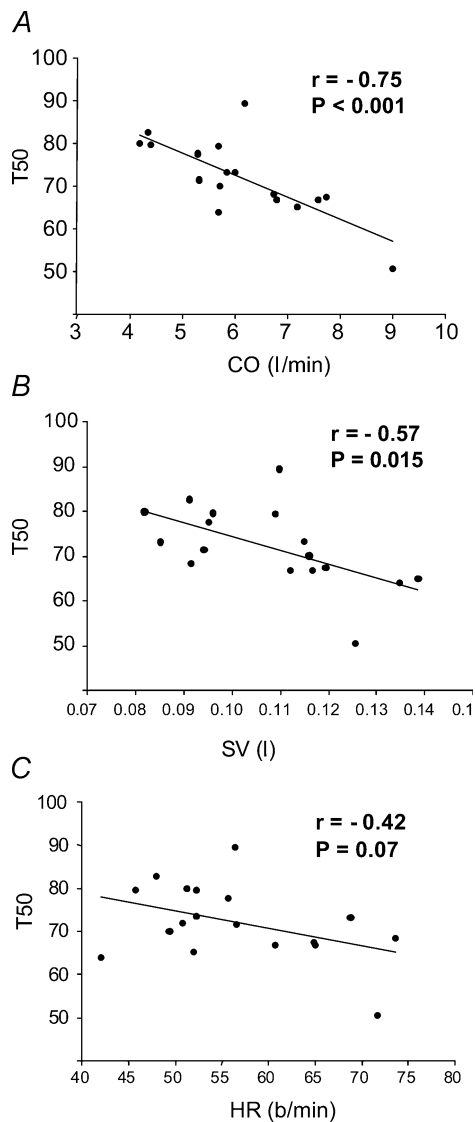 A
100
90
80
70
60
50
T50
r = - 0.75
P < 0.001
3 4 5 6 7 8 9 10
CO (l/min)
B
100
90
80
70
60
50
T50
r = - 0.57
P = 0.015
0.07 0.08 0.09 0.10 0.11 0.12 0.13 0.14 0.1
SV (l)
C
100
90
80
70
60
50
40
T50
r = - 0.42
P = 0.07
40 45 50 55 60 65 70 75 80
HR (b/min)